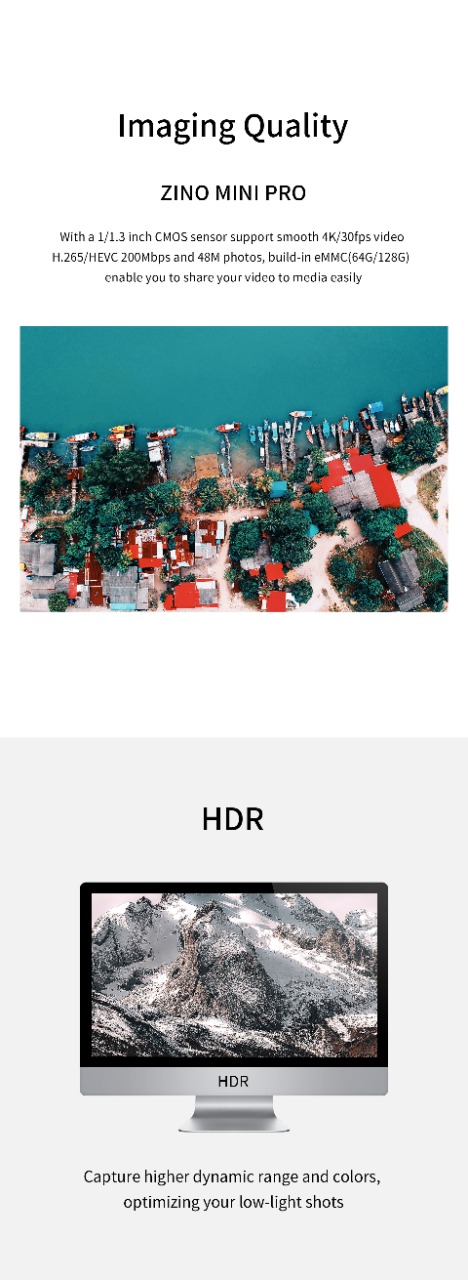 Imaging Quality
ZINO MINI PRO
With a 1/1.3 inch CMOS sensor support smooth 4K/30fps video
H.265/HEVC 200Mbps and 48M photos, build-in eMMC(64G/128G)
enable you to share your video to media easily
HDR
HDR
Capture higher dynamic range and colors,
optimizing your low-light shots